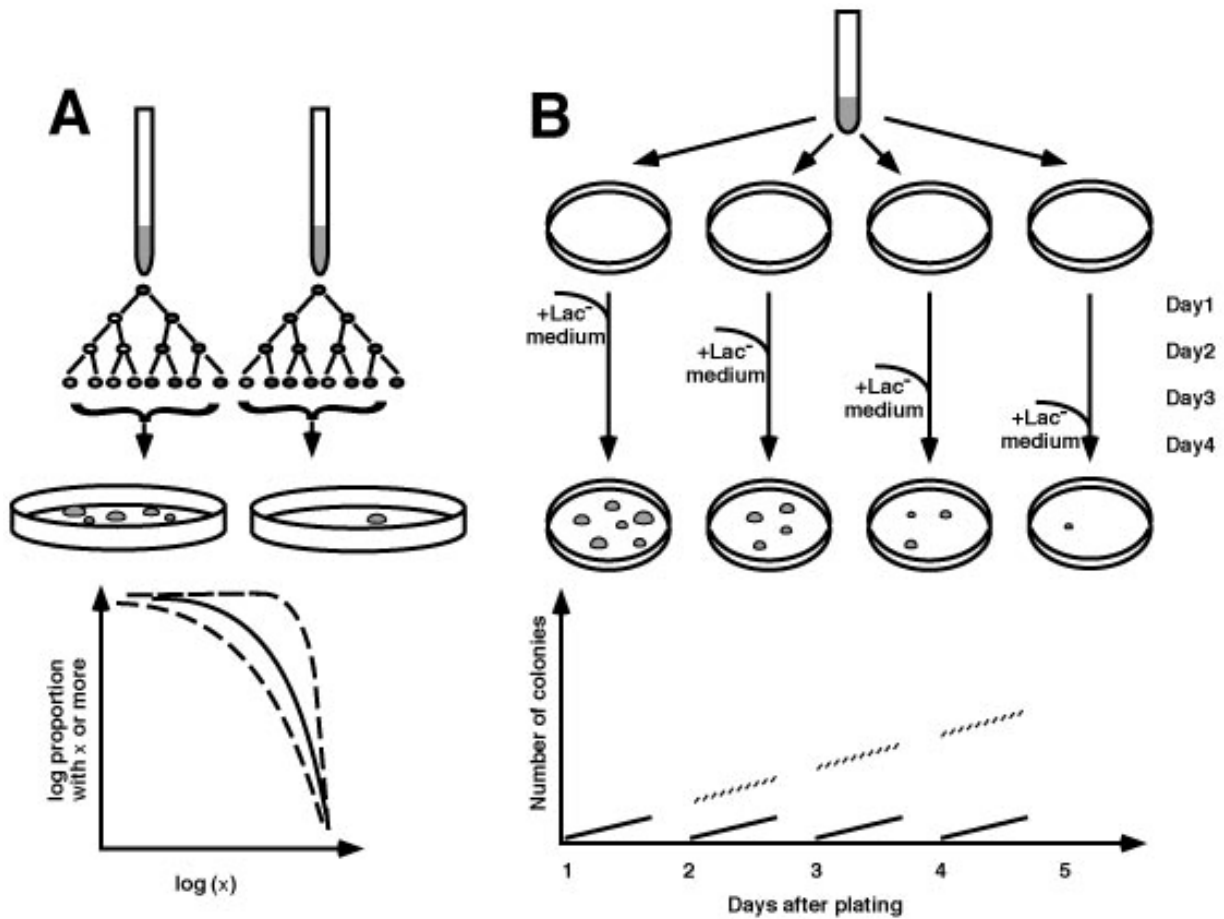 A
B
+Lac⁻
medium
+Lac⁻
medium
+Lac⁻
medium
+Lac⁻
medium
Day1
Day2
Day3
Day4
log proportion
with x or more
log (x)
Number of colonies
1 2 3 4 5
Days after plating